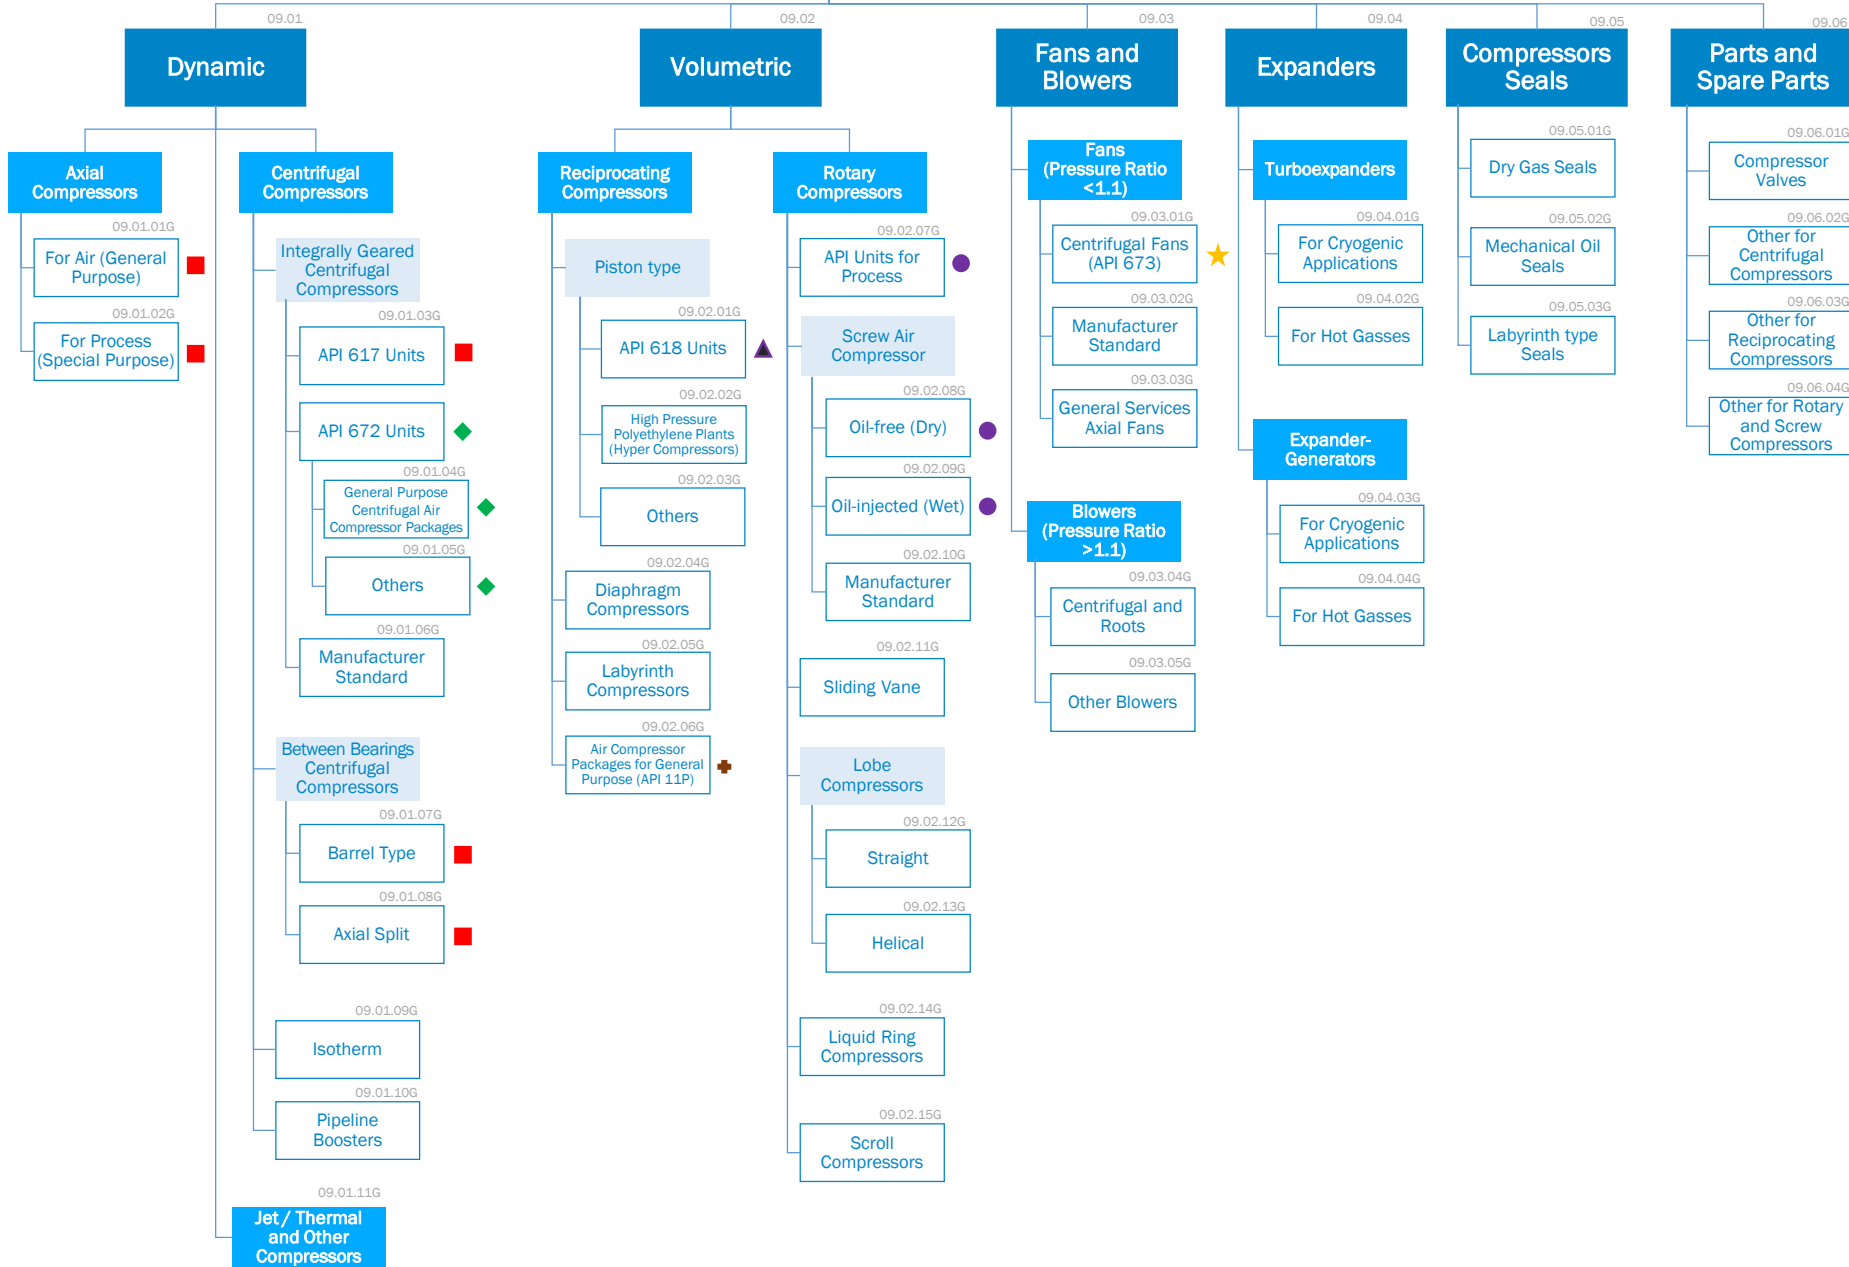 09.01
Dynamic
Axial
Compressors
09.01.01G
For Air (General
Purpose)
09.01.02G
For Process
(Special Purpose)
Centrifugal
Compressors
Integrally Geared
Centrifugal
Compressors
09.01.03G
API 617 Units
API 672 Units
09.01.04G
General Purpose
Centrifugal Air
Compressor Packages
09.01.05G
Others
09.01.06G
Manufacturer
Standard
Between Bearings
Centrifugal
Compressors
09.01.07G
Barrel Type
09.01.08G
Axial Split
09.01.09G
Isotherm
09.01.10G
Pipeline
Boosters
09.01.11G
Jet / Thermal
and Other
Compressors
09.02
Volumetric
Reciprocating
Compressors
Piston type
09.02.01G
API 618 Units
09.02.02G
High Pressure
Polyethylene Plants
(Hyper Compressors)
09.02.03G
Others
09.02.04G
Diaphragm
Compressors
09.02.05G
Labyrinth
Compressors
09.02.06G
Air Compressor
Packages for General
Purpose (API 11P)
Rotary
Compressors
09.02.07G
API Units for
Process
Screw Air
Compressor
09.02.08G
Oil-free (Dry)
09.02.09G
Oil-injected (Wet)
09.02.10G
Manufacturer
Standard
09.02.11G
Sliding Vane
Lobe
Compressors
09.02.12G
Straight
09.02.13G
Helical
09.02.14G
Liquid Ring
Compressors
09.02.15G
Scroll
Compressors
09.03
Fans and
Blowers
Fans
(Pressure Ratio
<1.1)
09.03.01G
Centrifugal Fans
(API 673)
09.03.02G
Manufacturer
Standard
09.03.03G
General Services
Axial Fans
Blowers
(Pressure Ratio
>1.1)
09.03.04G
Centrifugal and
Roots
09.03.05G
Other Blowers
09.04
Expanders
Turboexpanders
09.04.01G
For Cryogenic
Applications
09.04.02G
For Hot Gasses
Expander-
Generators
09.04.03G
For Cryogenic
Applications
09.04.04G
For Hot Gasses
09.05
Compressors
Seals
09.05.01G
Dry Gas Seals
09.05.02G
Mechanical Oil
Seals
09.05.03G
Labyrinth type
Seals
09.06
Parts and
Spare Parts
09.06.01G
Compressor
Valves
09.06.02G
Other for
Centrifugal
Compressors
09.06.03G
Other for
Reciprocating
Compressors
09.06.04G
Other for Rotary
and Screw
Compressors